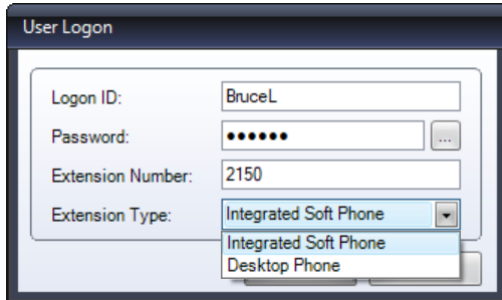 User Logon
Logon ID: BruceL
Password: ●●●●●● ...
Extension Number: 2150
Extension Type: Integrated Soft Phone
Integrated Soft Phone
Desktop Phone